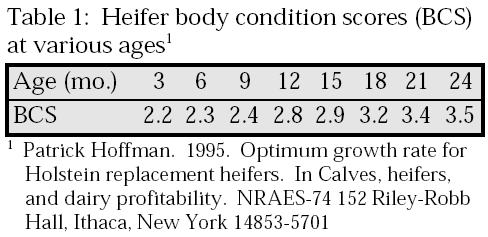 Table 1:  Heifer body condition scores (BCS)
at various ages1
Age (mo.) 3 6 9 12 15 18 21 24
BCS 2.2 2.3 2.4 2.8 2.9 3.2 3.4 3.5
1 Patrick Hoffman.  1995.  Optimum growth rate for
Holstein replacement heifers.  In Calves, heifers,
and dairy profitability.  NRAES-74 152 Riley-Robb
Hall, Ithaca, New York 14853-5701